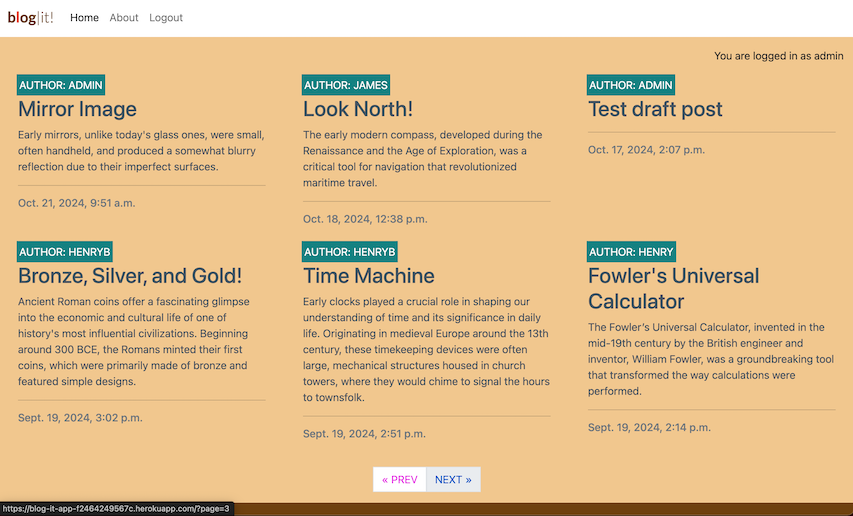 blog|it! Home About Logout
You are logged in as admin
AUTHOR: ADMIN
Mirror Image
Early mirrors, unlike today's glass ones, were small,
often handheld, and produced a somewhat blurry
reflection due to their imperfect surfaces.
Oct. 21, 2024, 9:51 a.m.
AUTHOR: JAMES
Look North!
The early modern compass, developed during the
Renaissance and the Age of Exploration, was a
critical tool for navigation that revolutionized
maritime travel.
Oct. 18, 2024, 12:38 p.m.
AUTHOR: ADMIN
Test draft post
Oct. 17, 2024, 2:07 p.m.
AUTHOR: HENRYB
Bronze, Silver, and Gold!
Ancient Roman coins offer a fascinating glimpse
into the economic and cultural life of one of
history's most influential civilizations. Beginning
around 300 BCE, the Romans minted their first
coins, which were primarily made of bronze and
featured simple designs.
Sept. 19, 2024, 3:02 p.m.
AUTHOR: HENRYB
Time Machine
Early clocks played a crucial role in shaping our
understanding of time and its significance in daily
life. Originating in medieval Europe around the 13th
century, these timekeeping devices were often
large, mechanical structures housed in church
towers, where they would chime to signal the hours
to townsfolk.
Sept. 19, 2024, 2:51 p.m.
AUTHOR: HENRY
Fowler's Universal
Calculator
The Fowler's Universal Calculator, invented in the
mid-19th century by the British engineer and
inventor, William Fowler, was a groundbreaking tool
that transformed the way calculations were
performed.
Sept. 19, 2024, 2:14 p.m.
« PREV NEXT »
https://blog-it-app-f2464249567c.herokuapp.com/?page=3